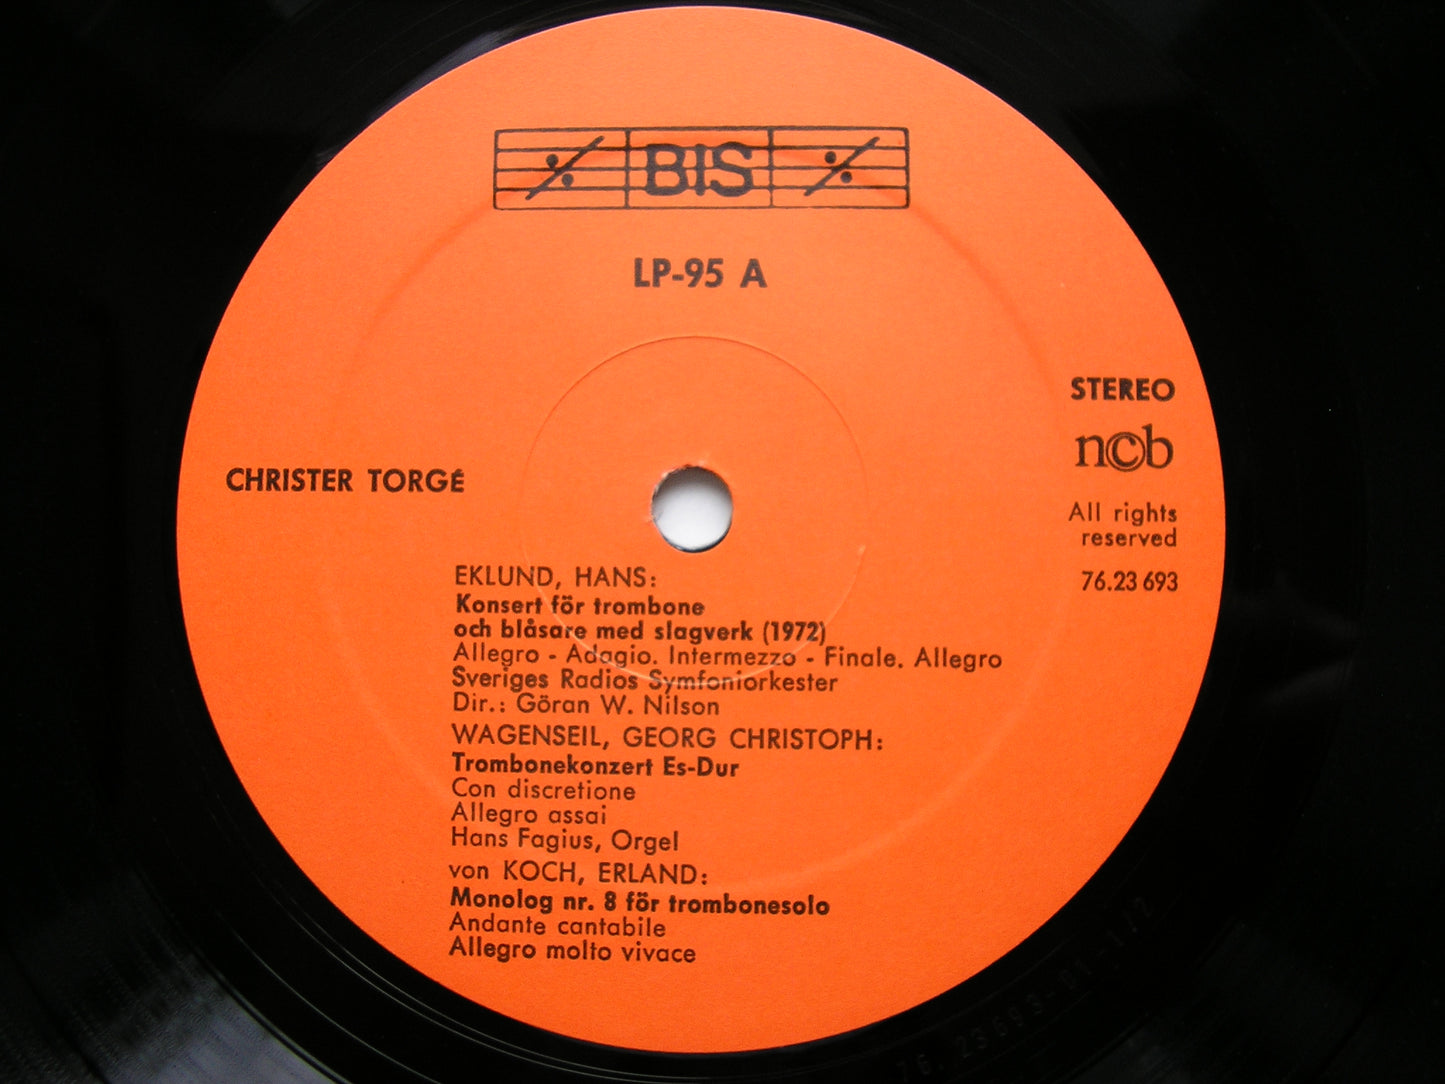 BIS
LP-95 A
STEREO
n©b
All rights
reserved
76.23 693
CHRISTER TORGÉ
EKLUND, HANS:
Konsert för trombone
och blåsare med slagverk (1972)
Allegro - Adagio. Intermezzo - Finale. Allegro
Sveriges Radios Symfoniorkester
Dir.: Göran W. Nilson
WAGENSEIL, GEORG CHRISTOPH:
Trombonekonzert Es-Dur
Con discretione
Allegro assai
Hans Fagius, Orgel
von KOCH, ERLAND:
Monolog nr. 8 för trombonesolo
Andante cantabile
Allegro molto vivace